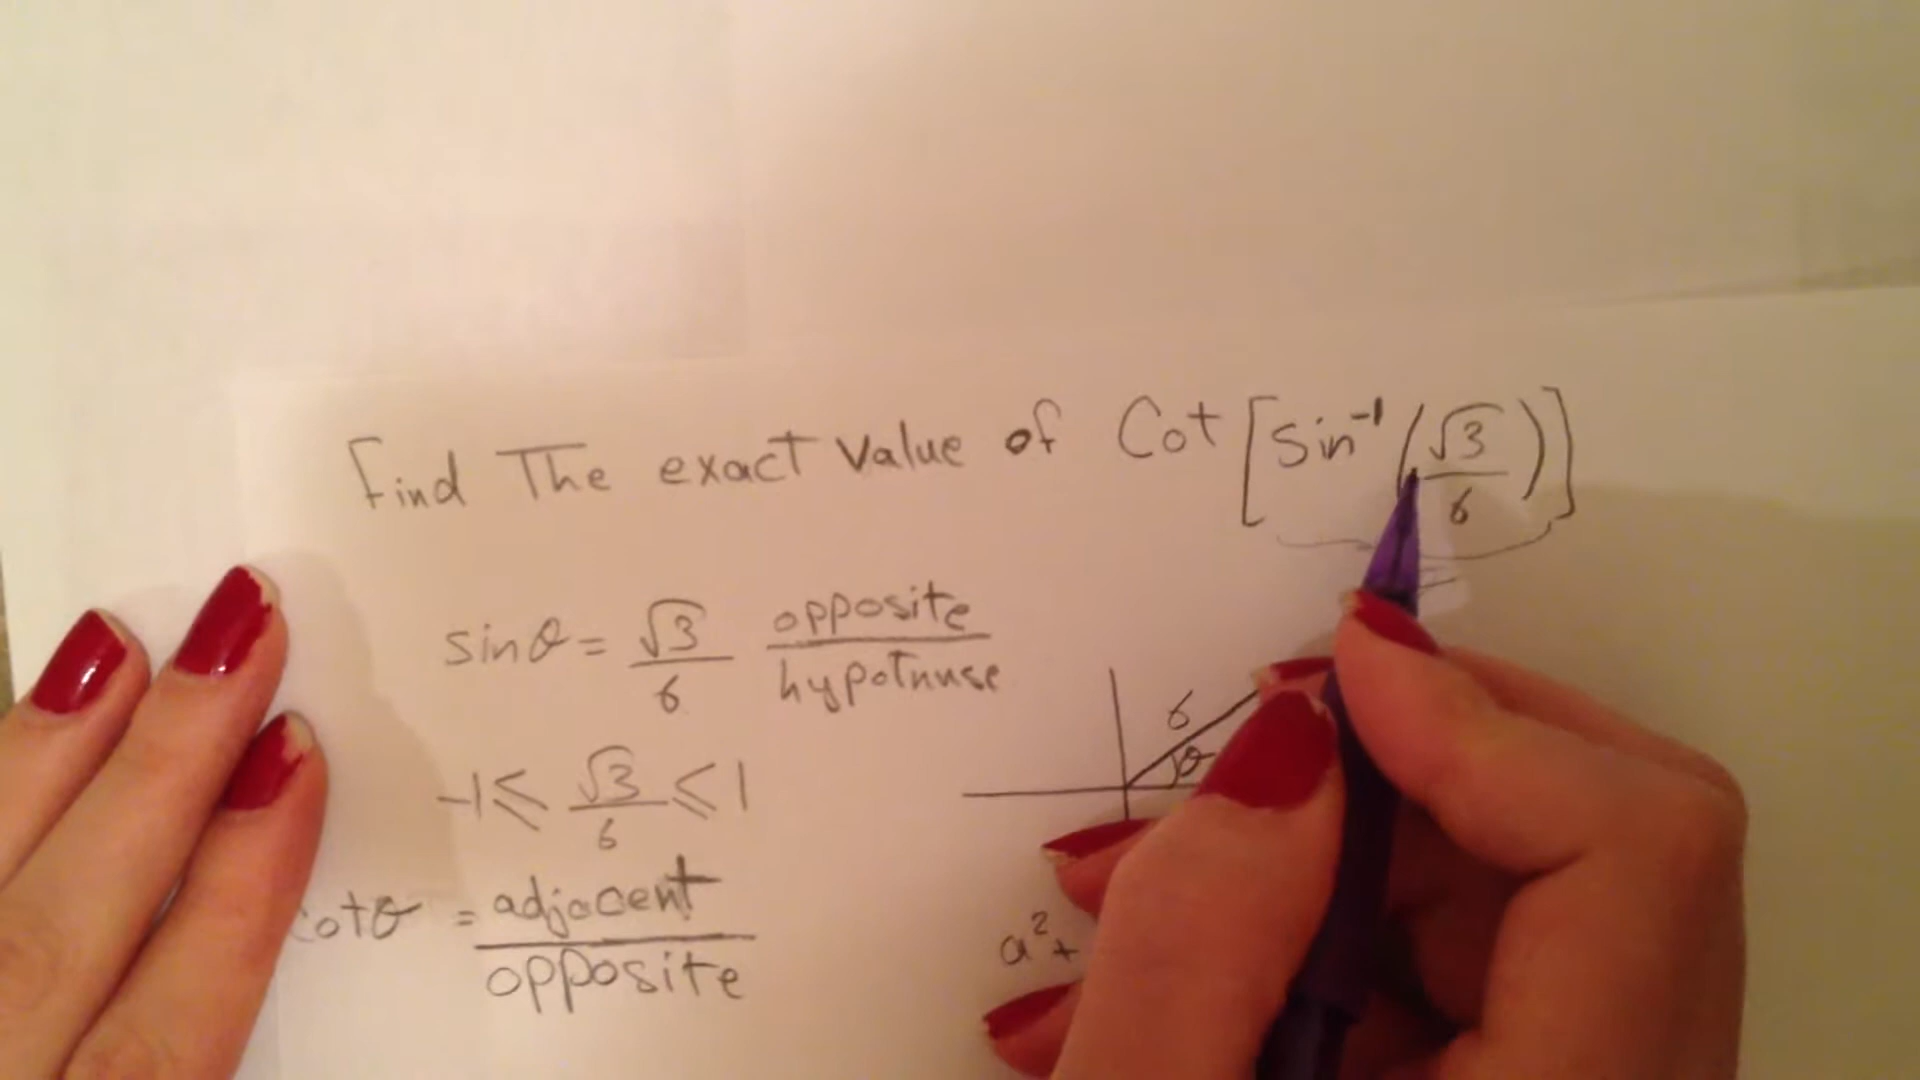 Find The exact Value of Cot [Sin⁻¹ (√3/6)]
sinθ = √3/6 opposite/hypotnuse
-1 ≤ √3/6 ≤ 1
6
θ
cotθ = adjacent/opposite
a² +